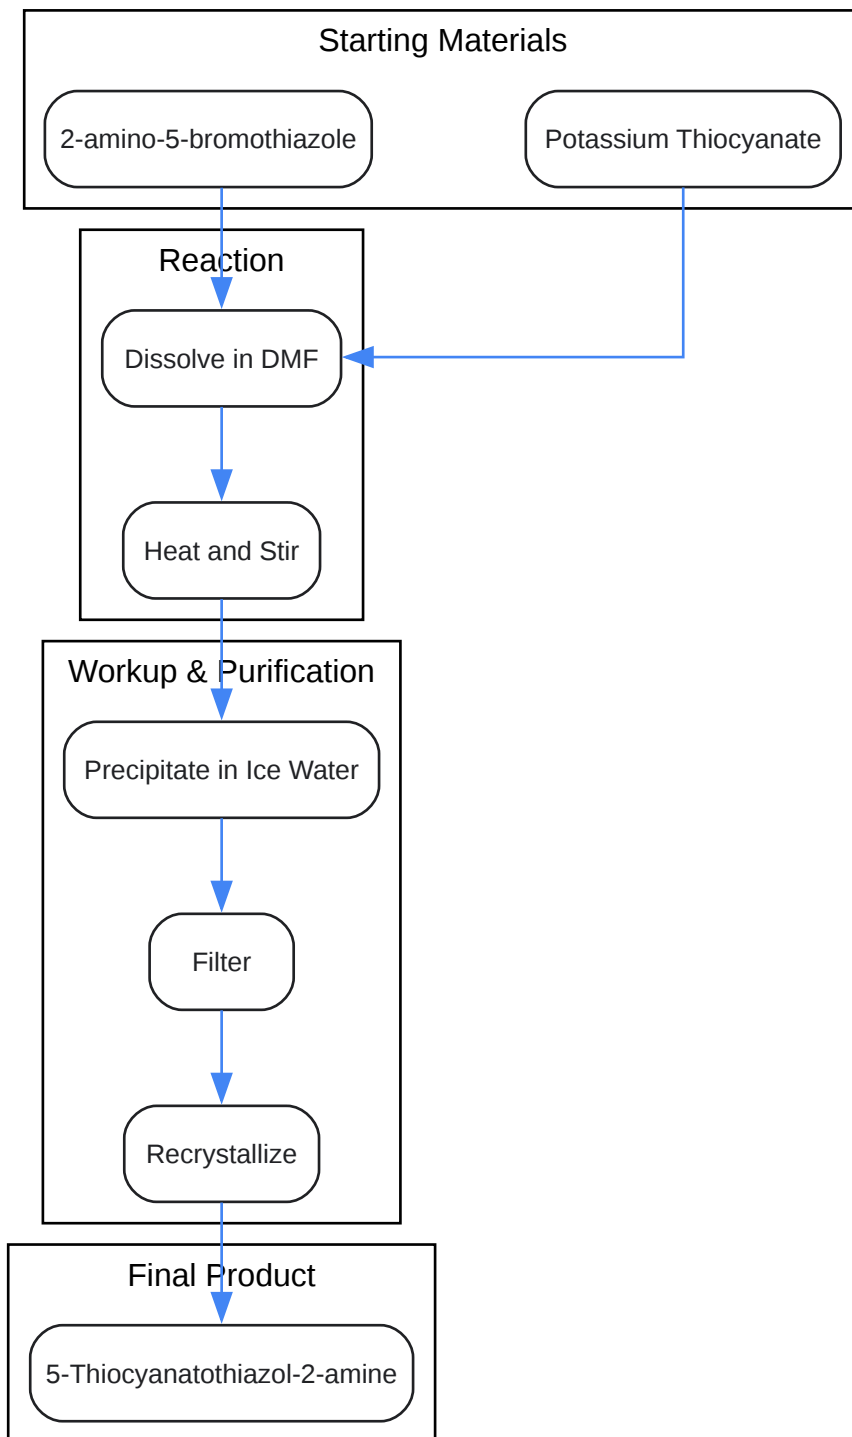 Starting Materials
2-amino-5-bromothiazole
Potassium Thiocyanate
Reaction
Dissolve in DMF
Heat and Stir
Workup & Purification
Precipitate in Ice Water
Filter
Recrystallize
Final Product
5-Thiocyanatothiazol-2-amine